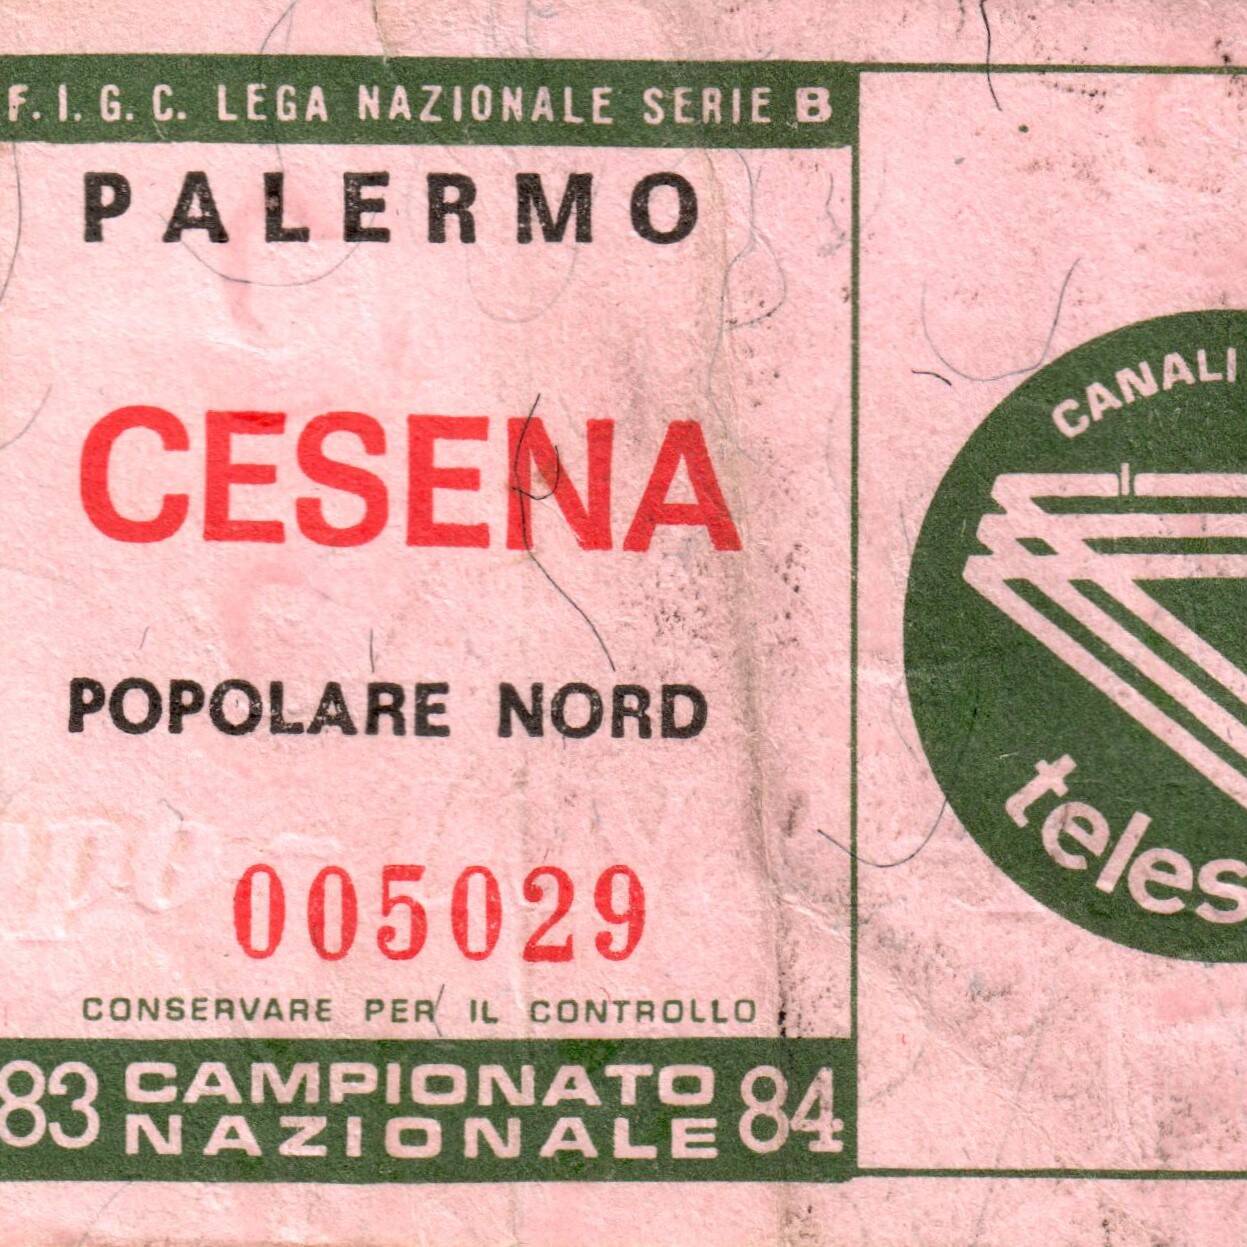 F. I. G. C. LEGA NAZIONALE SERIE B
PALERMO
CESENA
POPOLARE NORD
005029
CONSERVARE PER IL CONTROLLO
83 CAMPIONATO NAZIONALE 84
CANALI
teles